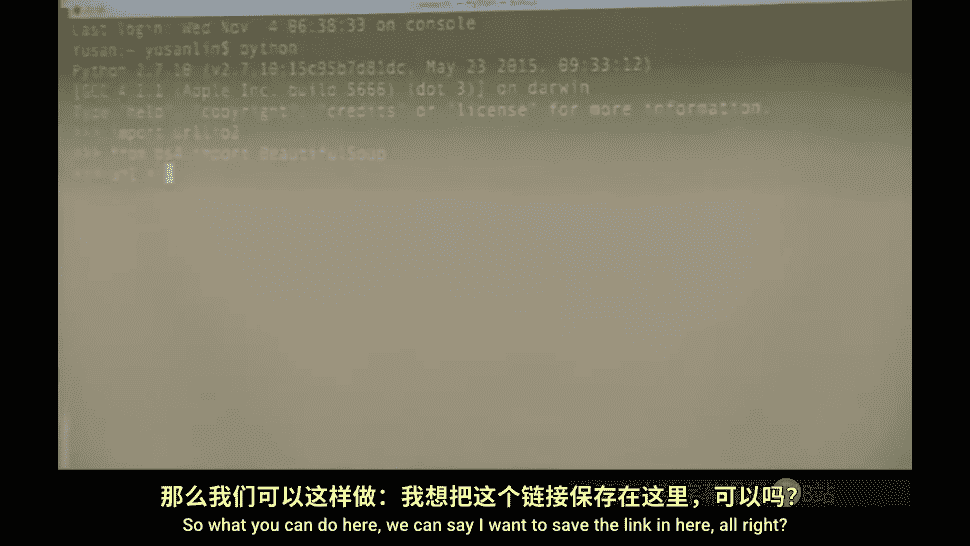 Last login: Wed Nov  4 06:38:33 on console
yusan:~ yusanlin$ python
Python 2.7.10 (v2.7.10:15c95b7d81dc, May 23 2015, 09:33:12)
[GCC 4.2.1 (Apple Inc. build 5666) (dot 3)] on darwin
Type "help", "copyright", "credits" or "license" for more information.
>>> import urllib2
>>> from bs4 import BeautifulSoup
>>> url =
那么我们可以这样做：我想把这个链接保存在这里，可以吗？
So what you can do here, we can say I want to save the link in here, all right?